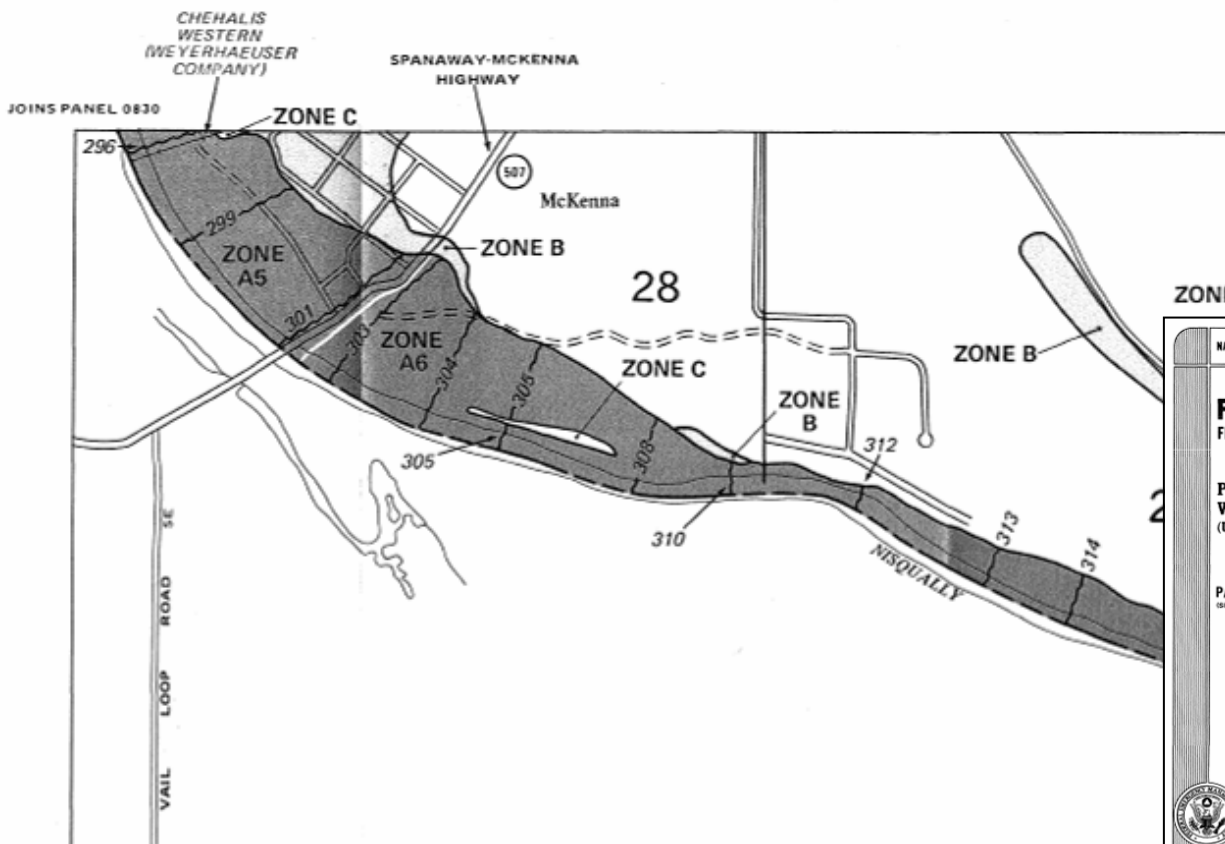 CHEHALIS
WESTERN
(WEYERHAEUSER
COMPANY)
SPANAWAY-MCKENNA
HIGHWAY
JOINS PANEL 0830
ZONE C
296
507
McKenna
299
ZONE B
ZONE
A5
28
301
303
ZONE
A6
304
305
ZONE C
ZONE B
ZONE
B
305
308
312
310
313
314
NISQUALLY
VAIL LOOP ROAD SE